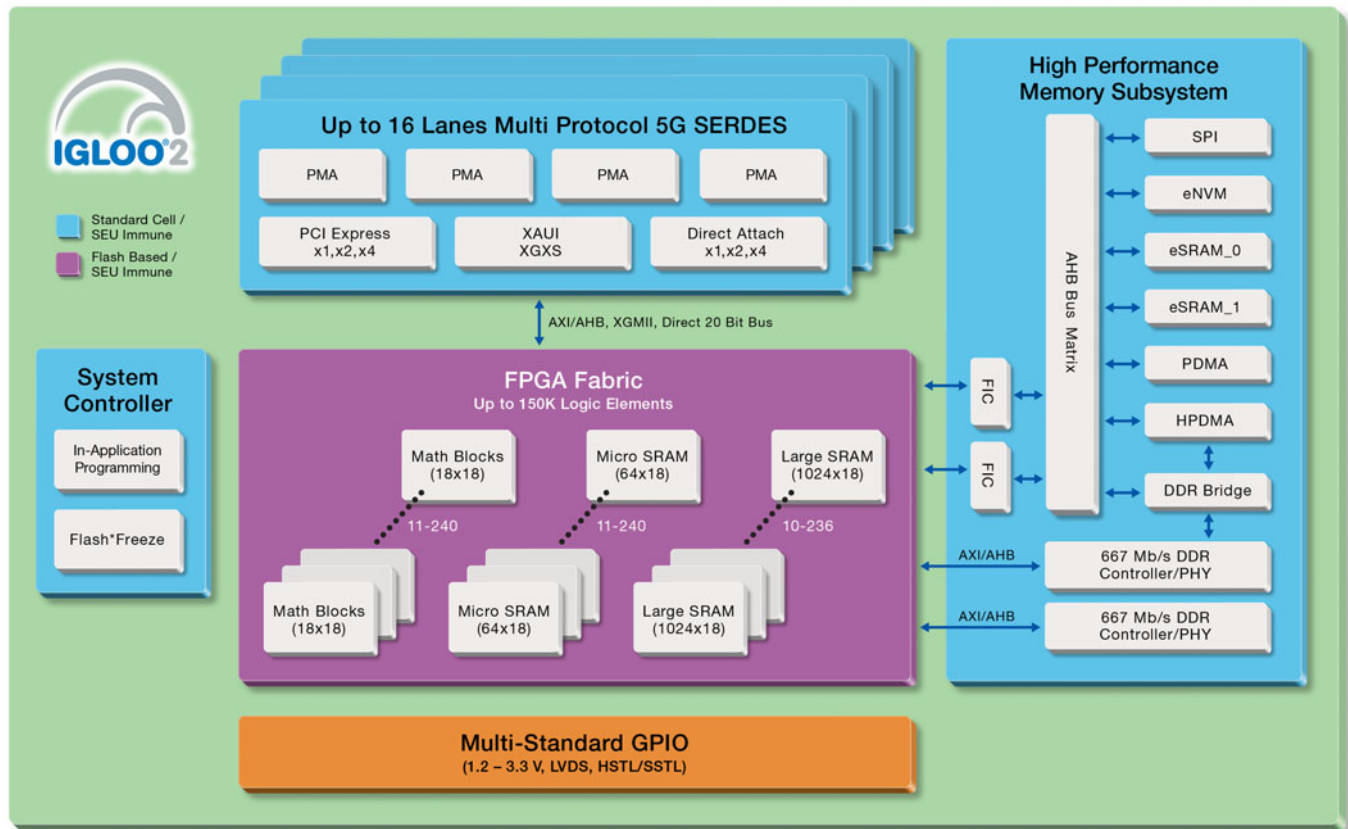 IGLOO®2
Standard Cell /
SEU Immune
Flash Based /
SEU Immune
Up to 16 Lanes Multi Protocol 5G SERDES
PMA
PMA
PMA
PMA
PCI Express
x1,x2,x4
XAUI
XGXS
Direct Attach
x1,x2,x4
AXI/AHB, XGMII, Direct 20 Bit Bus
System
Controller
In-Application
Programming
Flash*Freeze
FPGA Fabric
Up to 150K Logic Elements
Math Blocks
(18x18)
Micro SRAM
(64x18)
Large SRAM
(1024x18)
11-240
11-240
10-236
Math Blocks
(18x18)
Micro SRAM
(64x18)
Large SRAM
(1024x18)
High Performance
Memory Subsystem
AHB Bus Matrix
SPI
eNVM
eSRAM_0
eSRAM_1
PDMA
HPDMA
DDR Bridge
FIC
FIC
AXI/AHB
667 Mb/s DDR
Controller/PHY
AXI/AHB
667 Mb/s DDR
Controller/PHY
Multi-Standard GPIO
(1.2 – 3.3 V, LVDS, HSTL/SSTL)